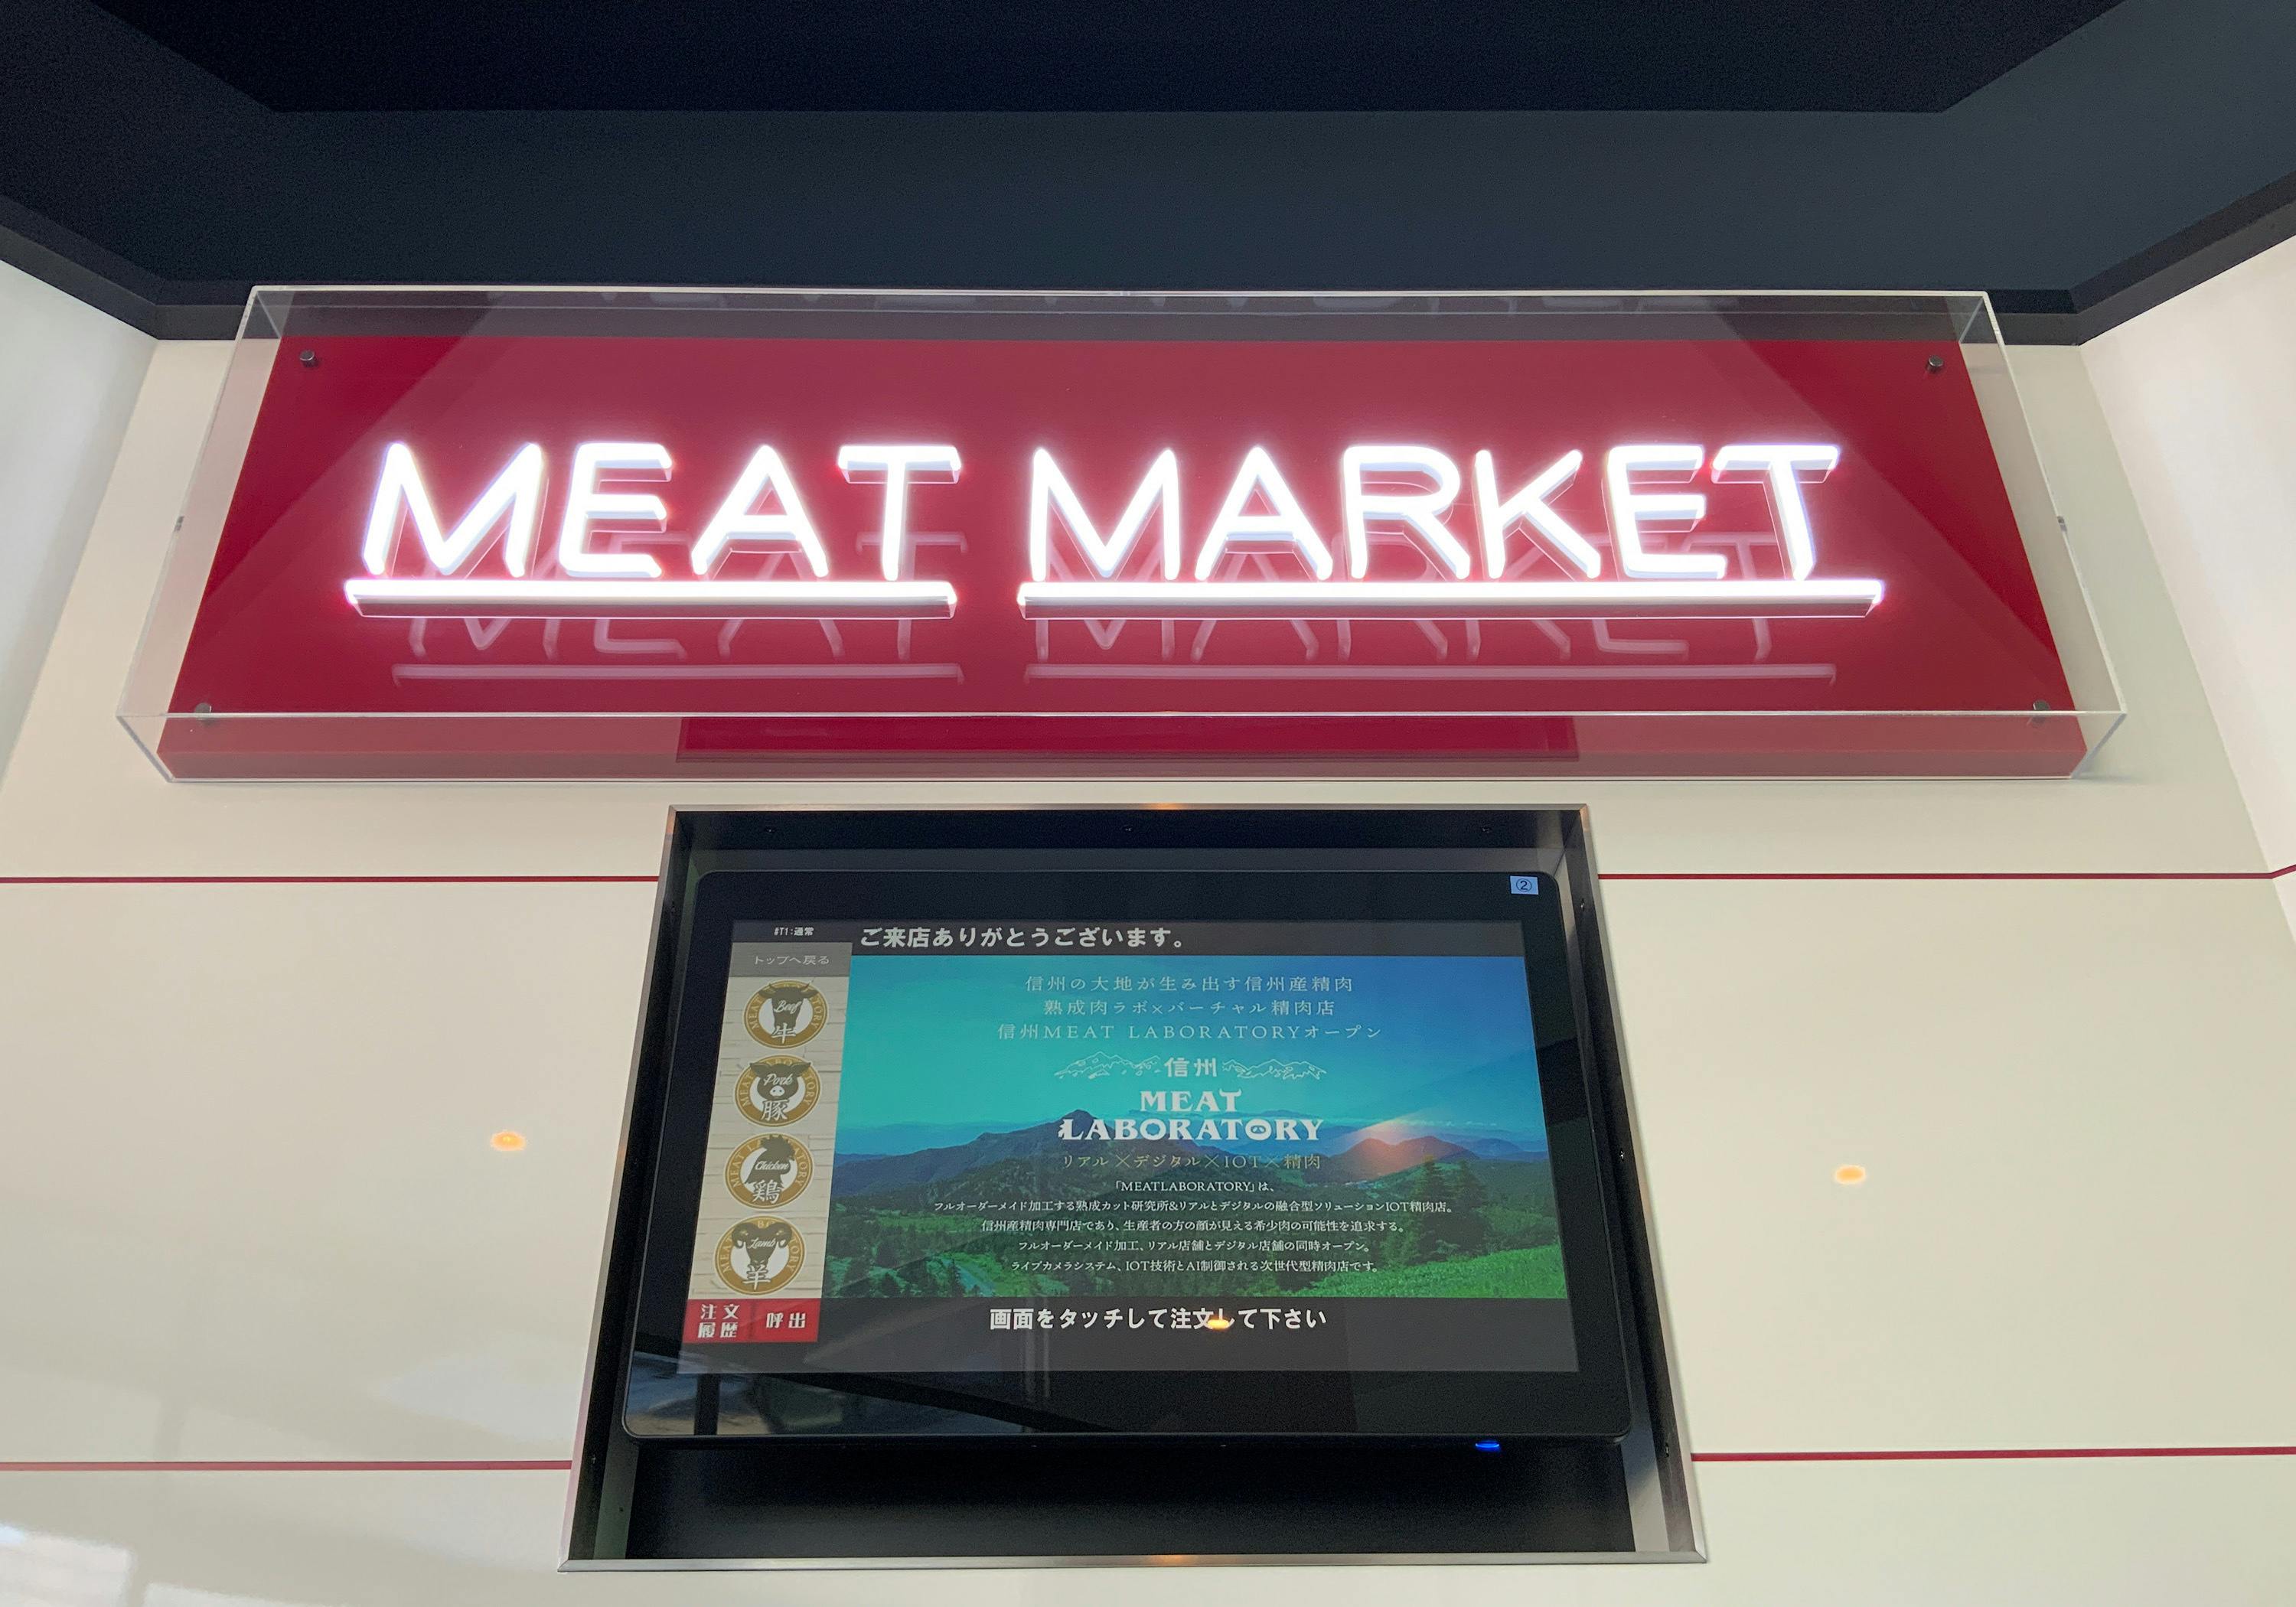 MEAT MARKET
②
#T1:通常
ご来店ありがとうございます。
トップへ戻る
Beef
牛
Pork
豚
Chicken
鶏
Lamb
羊
注文履歴
呼出
信州の大地が生み出す信州産精肉
熟成肉ラボ×バーチャル精肉店
信州MEAT LABORATORYオープン
信州
MEAT
LABORATORY
リアル×デジタル×IOT×精肉
「MEATLABORATORY」は、
フルオーダーメイド加工する熟成カット研究所&リアルとデジタルの融合型ソリューションIOT精肉店。
信州産精肉専門店であり、生産者の方の顔が見える希少肉の可能性を追求する。
フルオーダーメイド加工、リアル店舗とデジタル店舗の同時オープン。
ライブカメラシステム、IOT技術とAI制御される次世代型精肉店です。
画面をタッチして注文して下さい